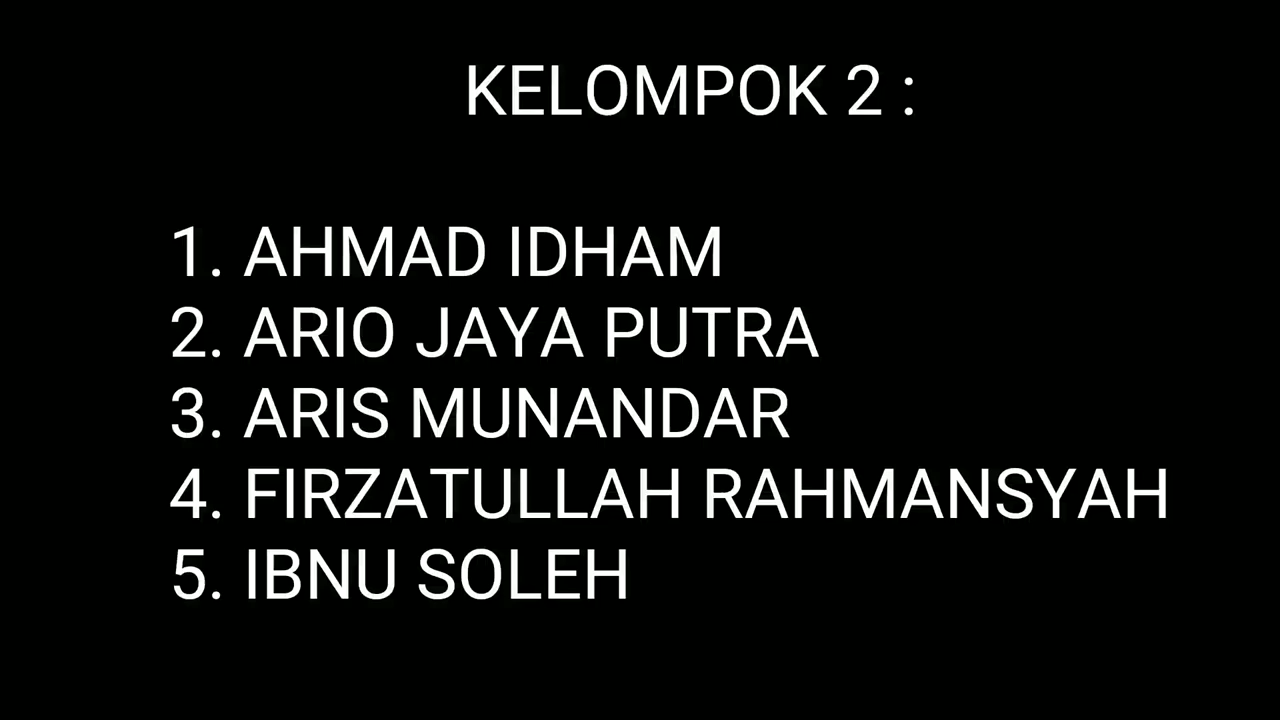 KELOMPOK 2 :
1. AHMAD IDHAM
2. ARIO JAYA PUTRA
3. ARIS MUNANDAR
4. FIRZATULLAH RAHMANSYAH
5. IBNU SOLEH